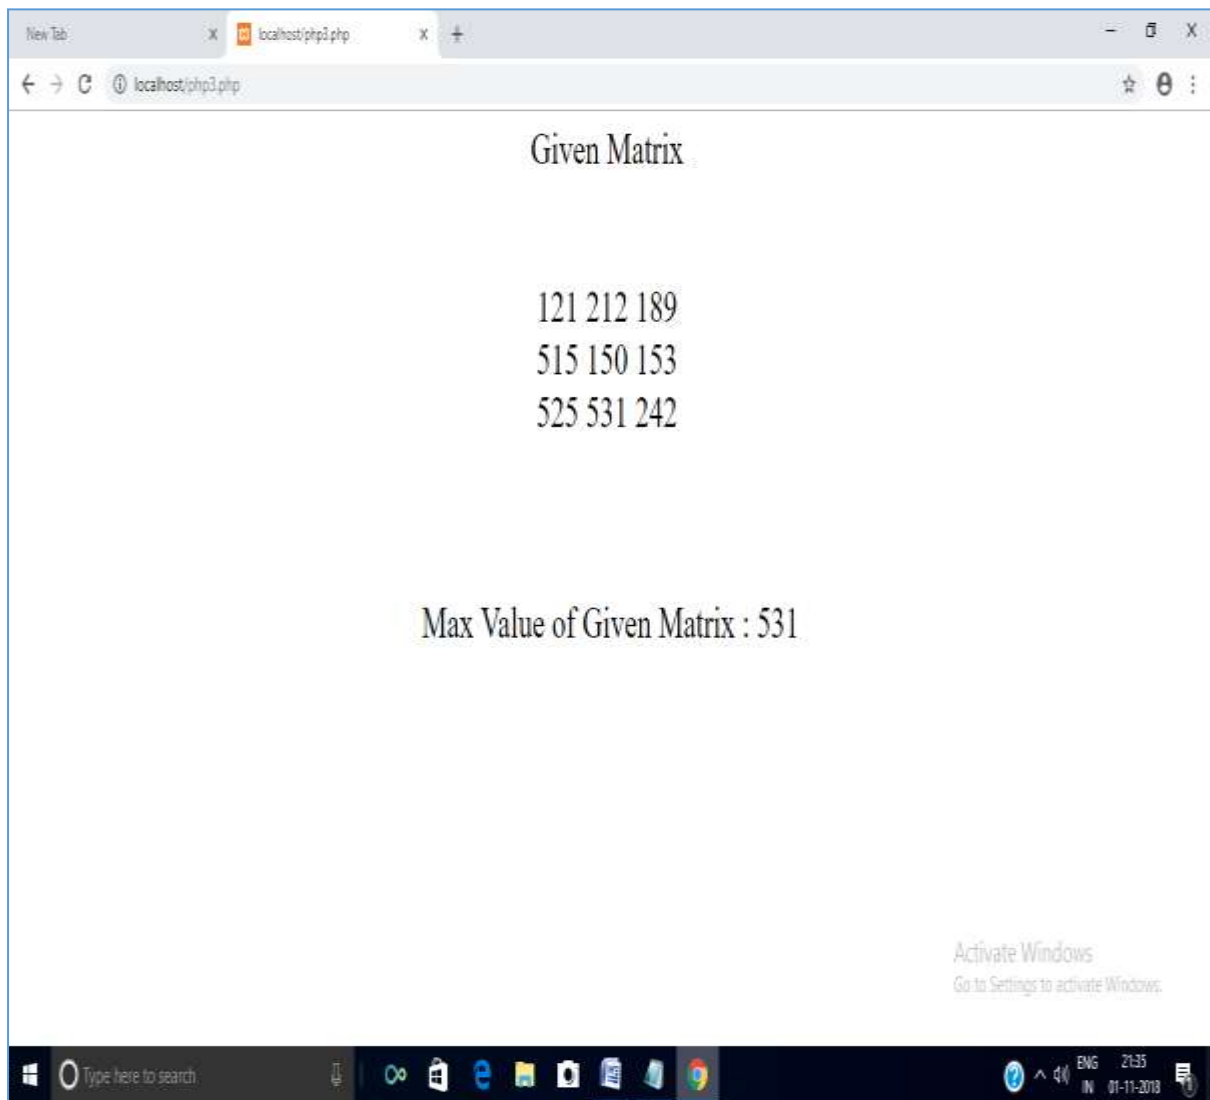 New Tab
localhost/php3.php
localhost/php3.php
Given Matrix
121 212 189
515 150 153
525 531 242
Max Value of Given Matrix : 531
Activate Windows
Go to Settings to activate Windows.
Type here to search
ENG 21:35
IN 01-11-2018